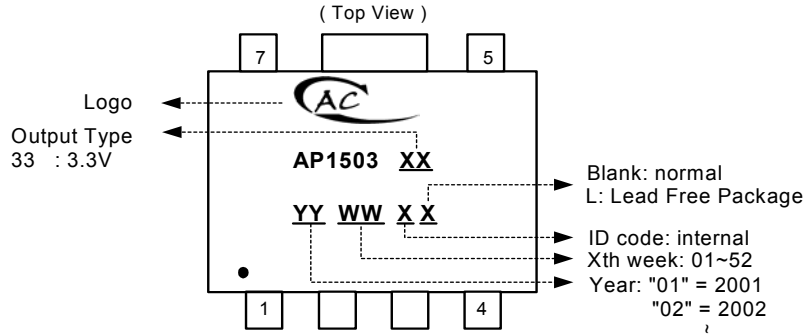 ( Top View )
7
5
AC
Logo
Output Type
33 : 3.3V
AP1503 XX
Blank: normal
L: Lead Free Package
YY WW X X
ID code: internal
Xth week: 01~52
Year: "01" = 2001
"02" = 2002
~
1
4